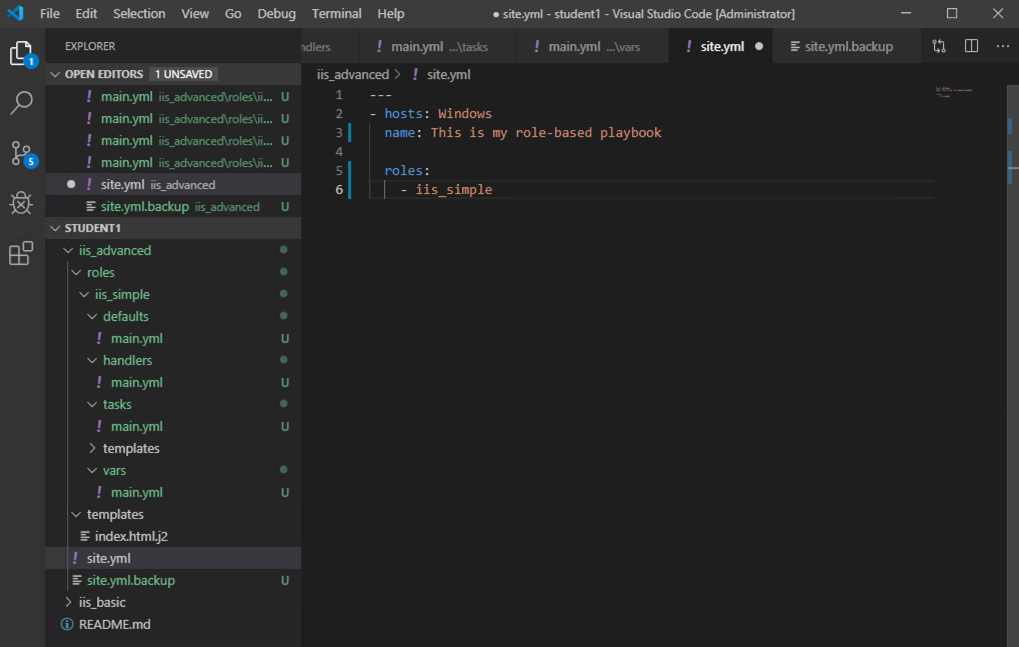 File Edit Selection View Go Debug Terminal Help ● site.yml - student1 - Visual Studio Code [Administrator]
1
5
EXPLORER
OPEN EDITORS 1 UNSAVED
! main.yml iis_advanced\roles\ii... U
! main.yml iis_advanced\roles\ii... U
! main.yml iis_advanced\roles\ii... U
! main.yml iis_advanced\roles\ii... U
● ! site.yml iis_advanced
site.yml.backup iis_advanced U
STUDENT1
iis_advanced
roles
iis_simple
defaults
! main.yml U
handlers
! main.yml U
tasks
! main.yml U
templates
vars
! main.yml U
templates
index.html.j2
! site.yml
site.yml.backup U
iis_basic
README.md
ndlers ! main.yml ...\tasks ! main.yml ...\vars ! site.yml ● site.yml.backup ...
iis_advanced > ! site.yml
1 ---
2 - hosts: Windows
3 name: This is my role-based playbook
4
5 roles:
6 - iis_simple